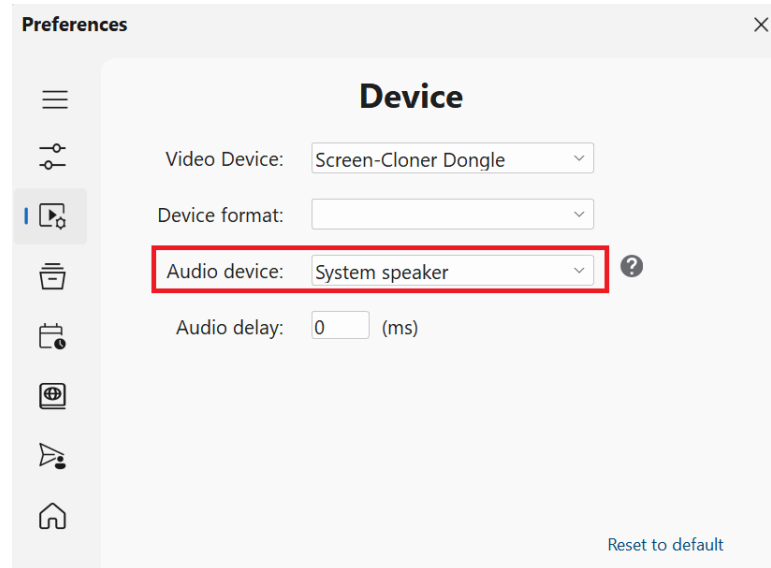 Preferences
Device
Video Device: Screen-Cloner Dongle
Device format:
Audio device: System speaker
Audio delay: 0 (ms)
Reset to default